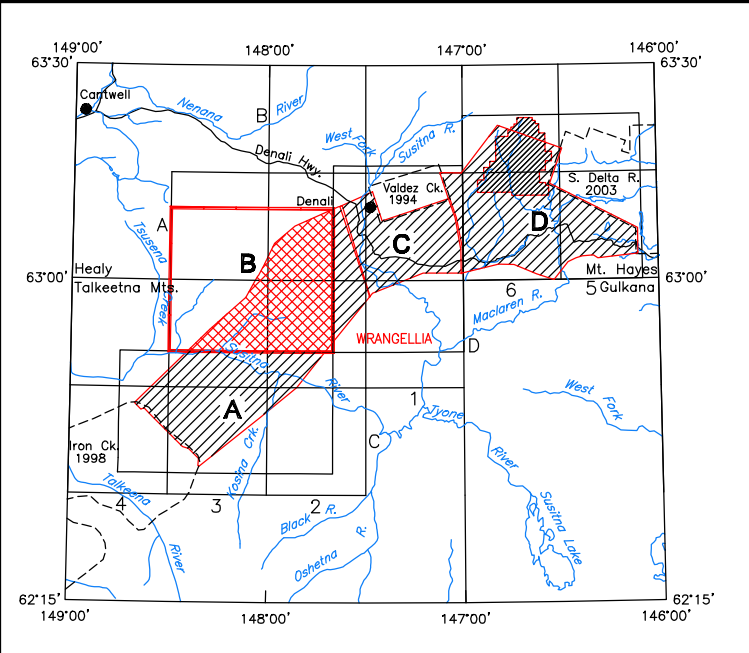 149°00'
148°00'
147°00'
146°00'
63°30'
63°30'
Cantwell
Nenana River
B
West Fork
Susitna R.
Denali Hwy.
Valdez Ck.
1994
S. Delta R.
2003
Denali
A
Tsusena Creek
B
C
D
Healy
63°00'
Talkeetna Mts.
63°00'
Mt. Hayes
6
5
Gulkana
Maclaren R.
WRANGELLIA
D
Susitna River
A
1
West Fork
Tyone River
C
Iron Ck.
1998
Kosina Crk.
Talkeetna River
4
3
2
Black R.
Oshetna R.
Susitna Lake
62°15'
62°15'
149°00'
148°00'
147°00'
146°00'